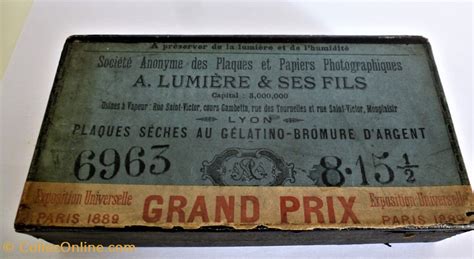 A préserver de la lumière et de l'humidité
Société Anonyme des Plaques et Papiers Photographiques
A. LUMIÈRE & SES FILS
Capital : 3,000,000
Usines à Vapeur : Rue Saint-Victor, cours Gambetta, rue des Tournelles et rue Saint-Victor, Monplaisir
LYON
PLAQUES SÈCHES AU GÉLATINO-BROMURE D'ARGENT
6963 8·15½
Exposition Universelle GRAND PRIX Exposition Universelle
PARIS 1889 PARIS 1889
© CollecOnline.com